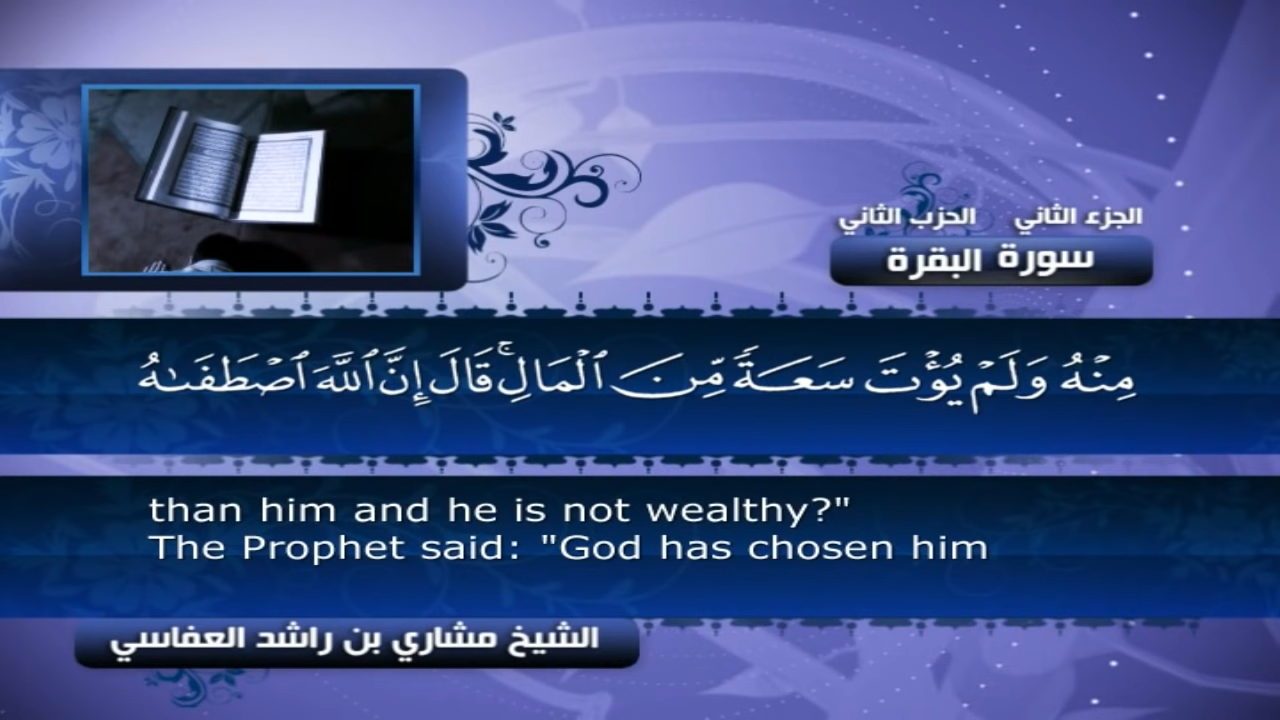 الجزء الثاني الحزب الثاني
سورة البقرة
مِنْهُ وَلَمْ يُؤْتَ سَعَةً مِّنَ ٱلْمَالِ ۚ قَالَ إِنَّ ٱللَّهَ ٱصْطَفَىٰهُ
than him and he is not wealthy?"
The Prophet said: "God has chosen him
الشيخ مشاري بن راشد العفاسي